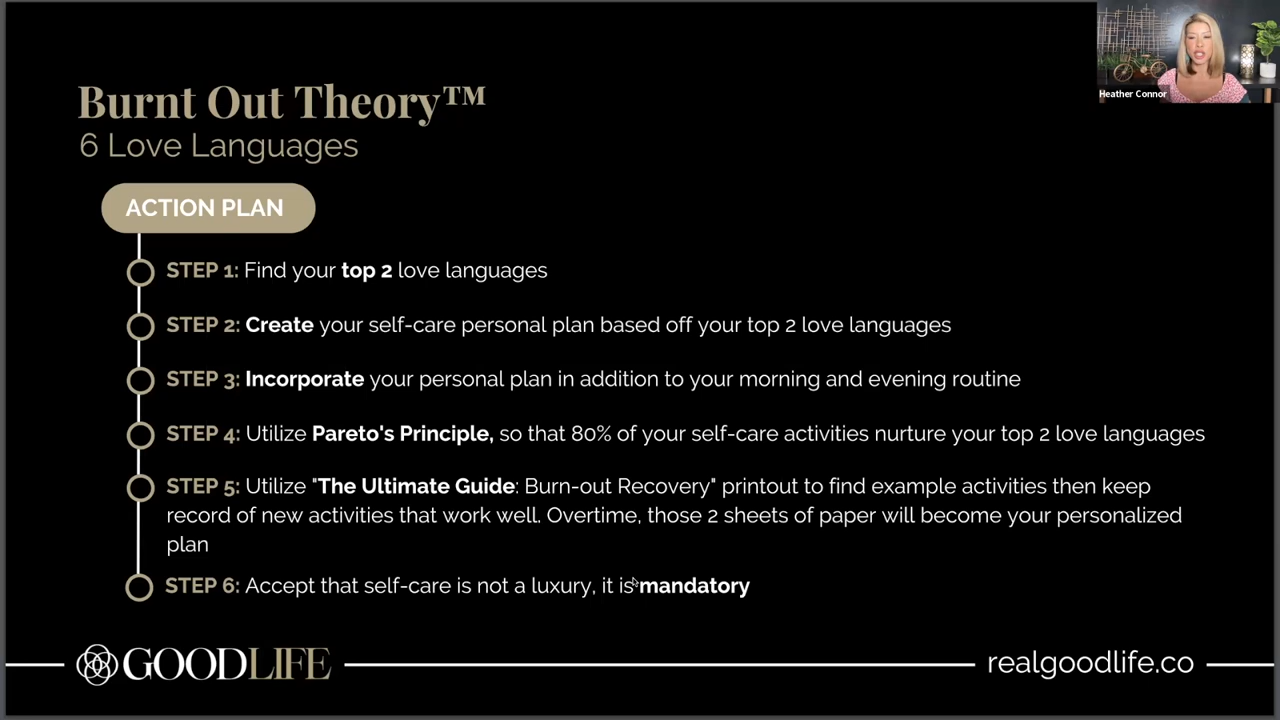 Heather Connor
Burnt Out Theory™
6 Love Languages
ACTION PLAN
STEP 1: Find your top 2 love languages
STEP 2: Create your self-care personal plan based off your top 2 love languages
STEP 3: Incorporate your personal plan in addition to your morning and evening routine
STEP 4: Utilize Pareto's Principle, so that 80% of your self-care activities nurture your top 2 love languages
STEP 5: Utilize "The Ultimate Guide: Burn-out Recovery" printout to find example activities then keep
record of new activities that work well. Overtime, those 2 sheets of paper will become your personalized
plan
STEP 6: Accept that self-care is not a luxury, it is mandatory
GOODLIFE
realgoodlife.co